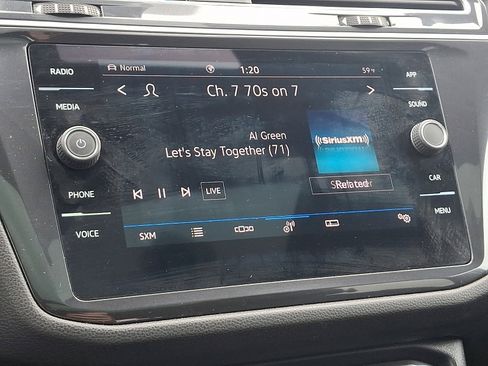 RADIO
Normal
1:20
59 °F
APP
MEDIA
Ch. 7 70s on 7
SOUND
Al Green
Let's Stay Together (71)
((SiriusXM))
LIVE
Related
PHONE
CAR
VOICE
SXM
MENU